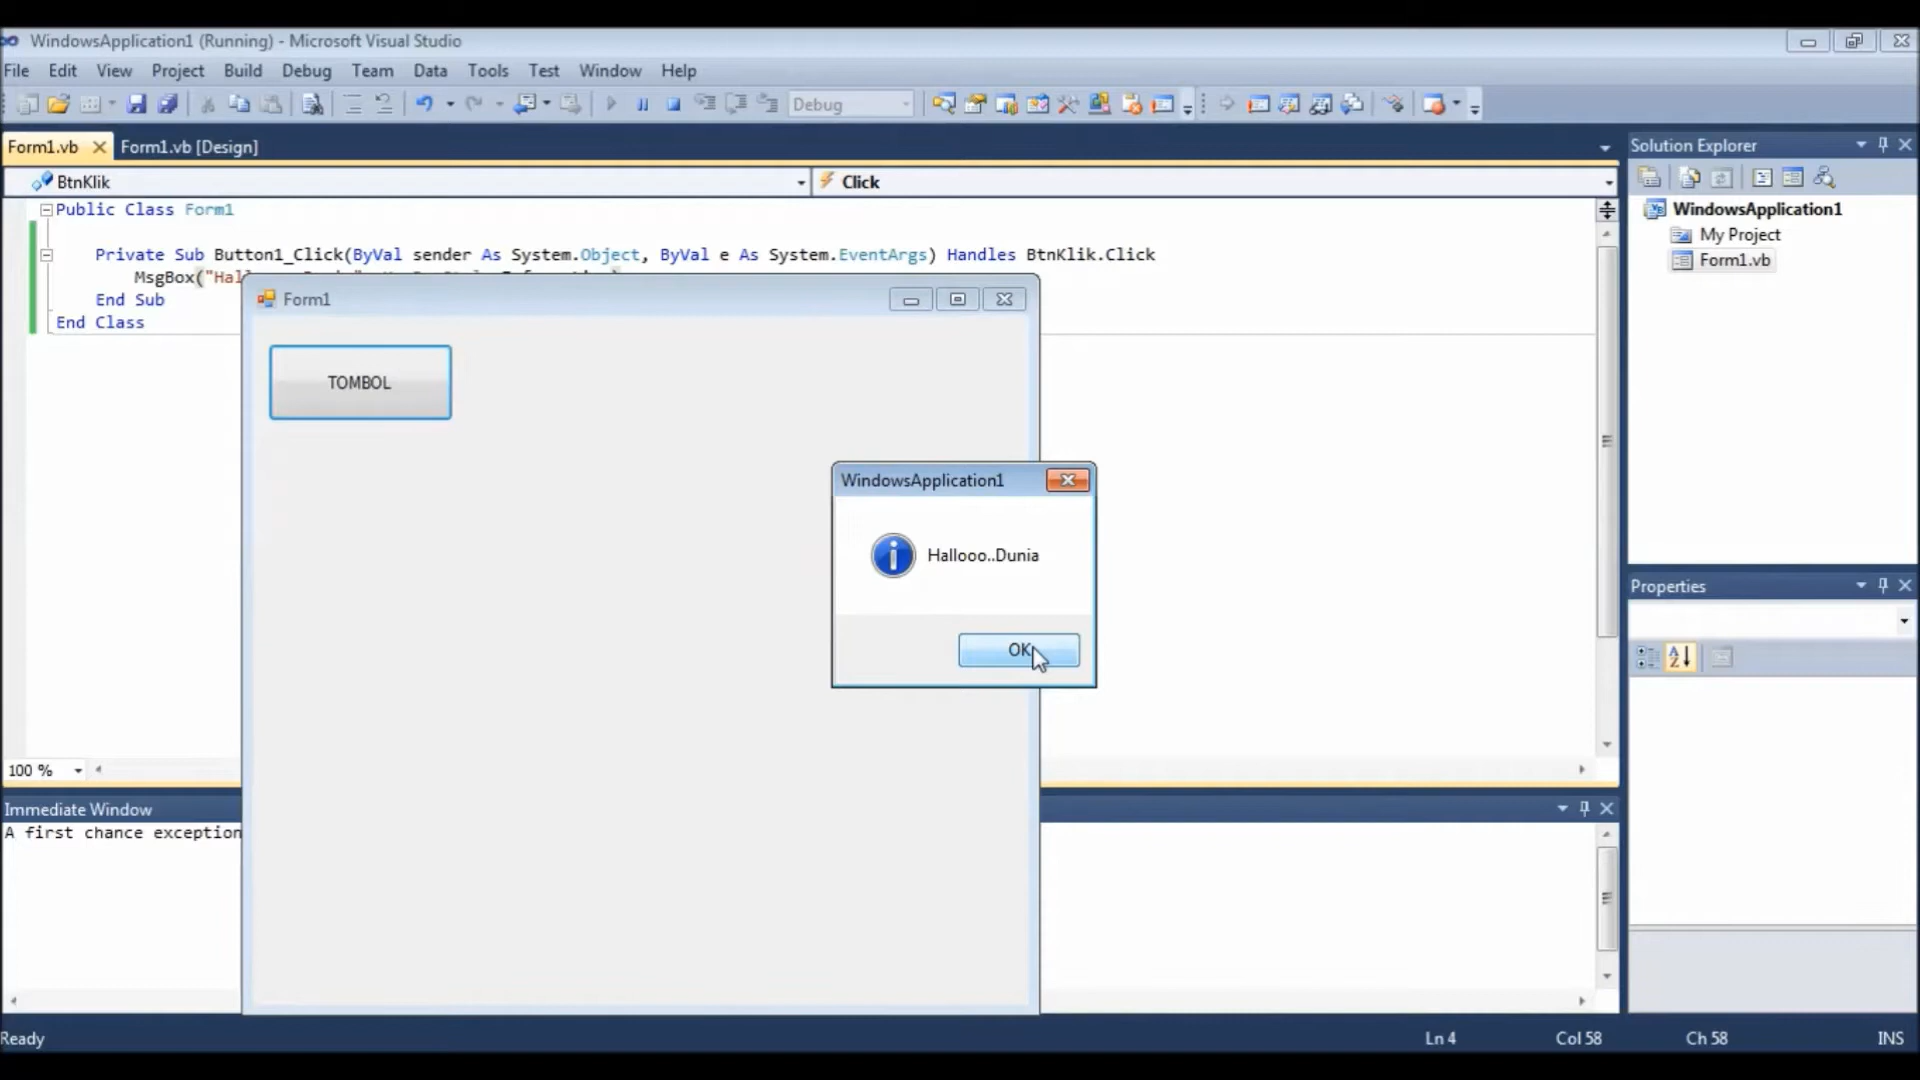 WindowsApplication1 (Running) - Microsoft Visual Studio
File Edit View Project Build Debug Team Data Tools Test Window Help
Debug
Form1.vb Form1.vb [Design]
BtnKlik Click
Public Class Form1
Private Sub Button1_Click(ByVal sender As System.Object, ByVal e As System.EventArgs) Handles BtnKlik.Click
MsgBox("Hal
End Sub
End Class
Form1
TOMBOL
WindowsApplication1
Hallooo..Dunia
OK
100 %
Immediate Window
A first chance exception
Solution Explorer
WindowsApplication1
My Project
Form1.vb
Properties
Ready Ln 4 Col 58 Ch 58 INS